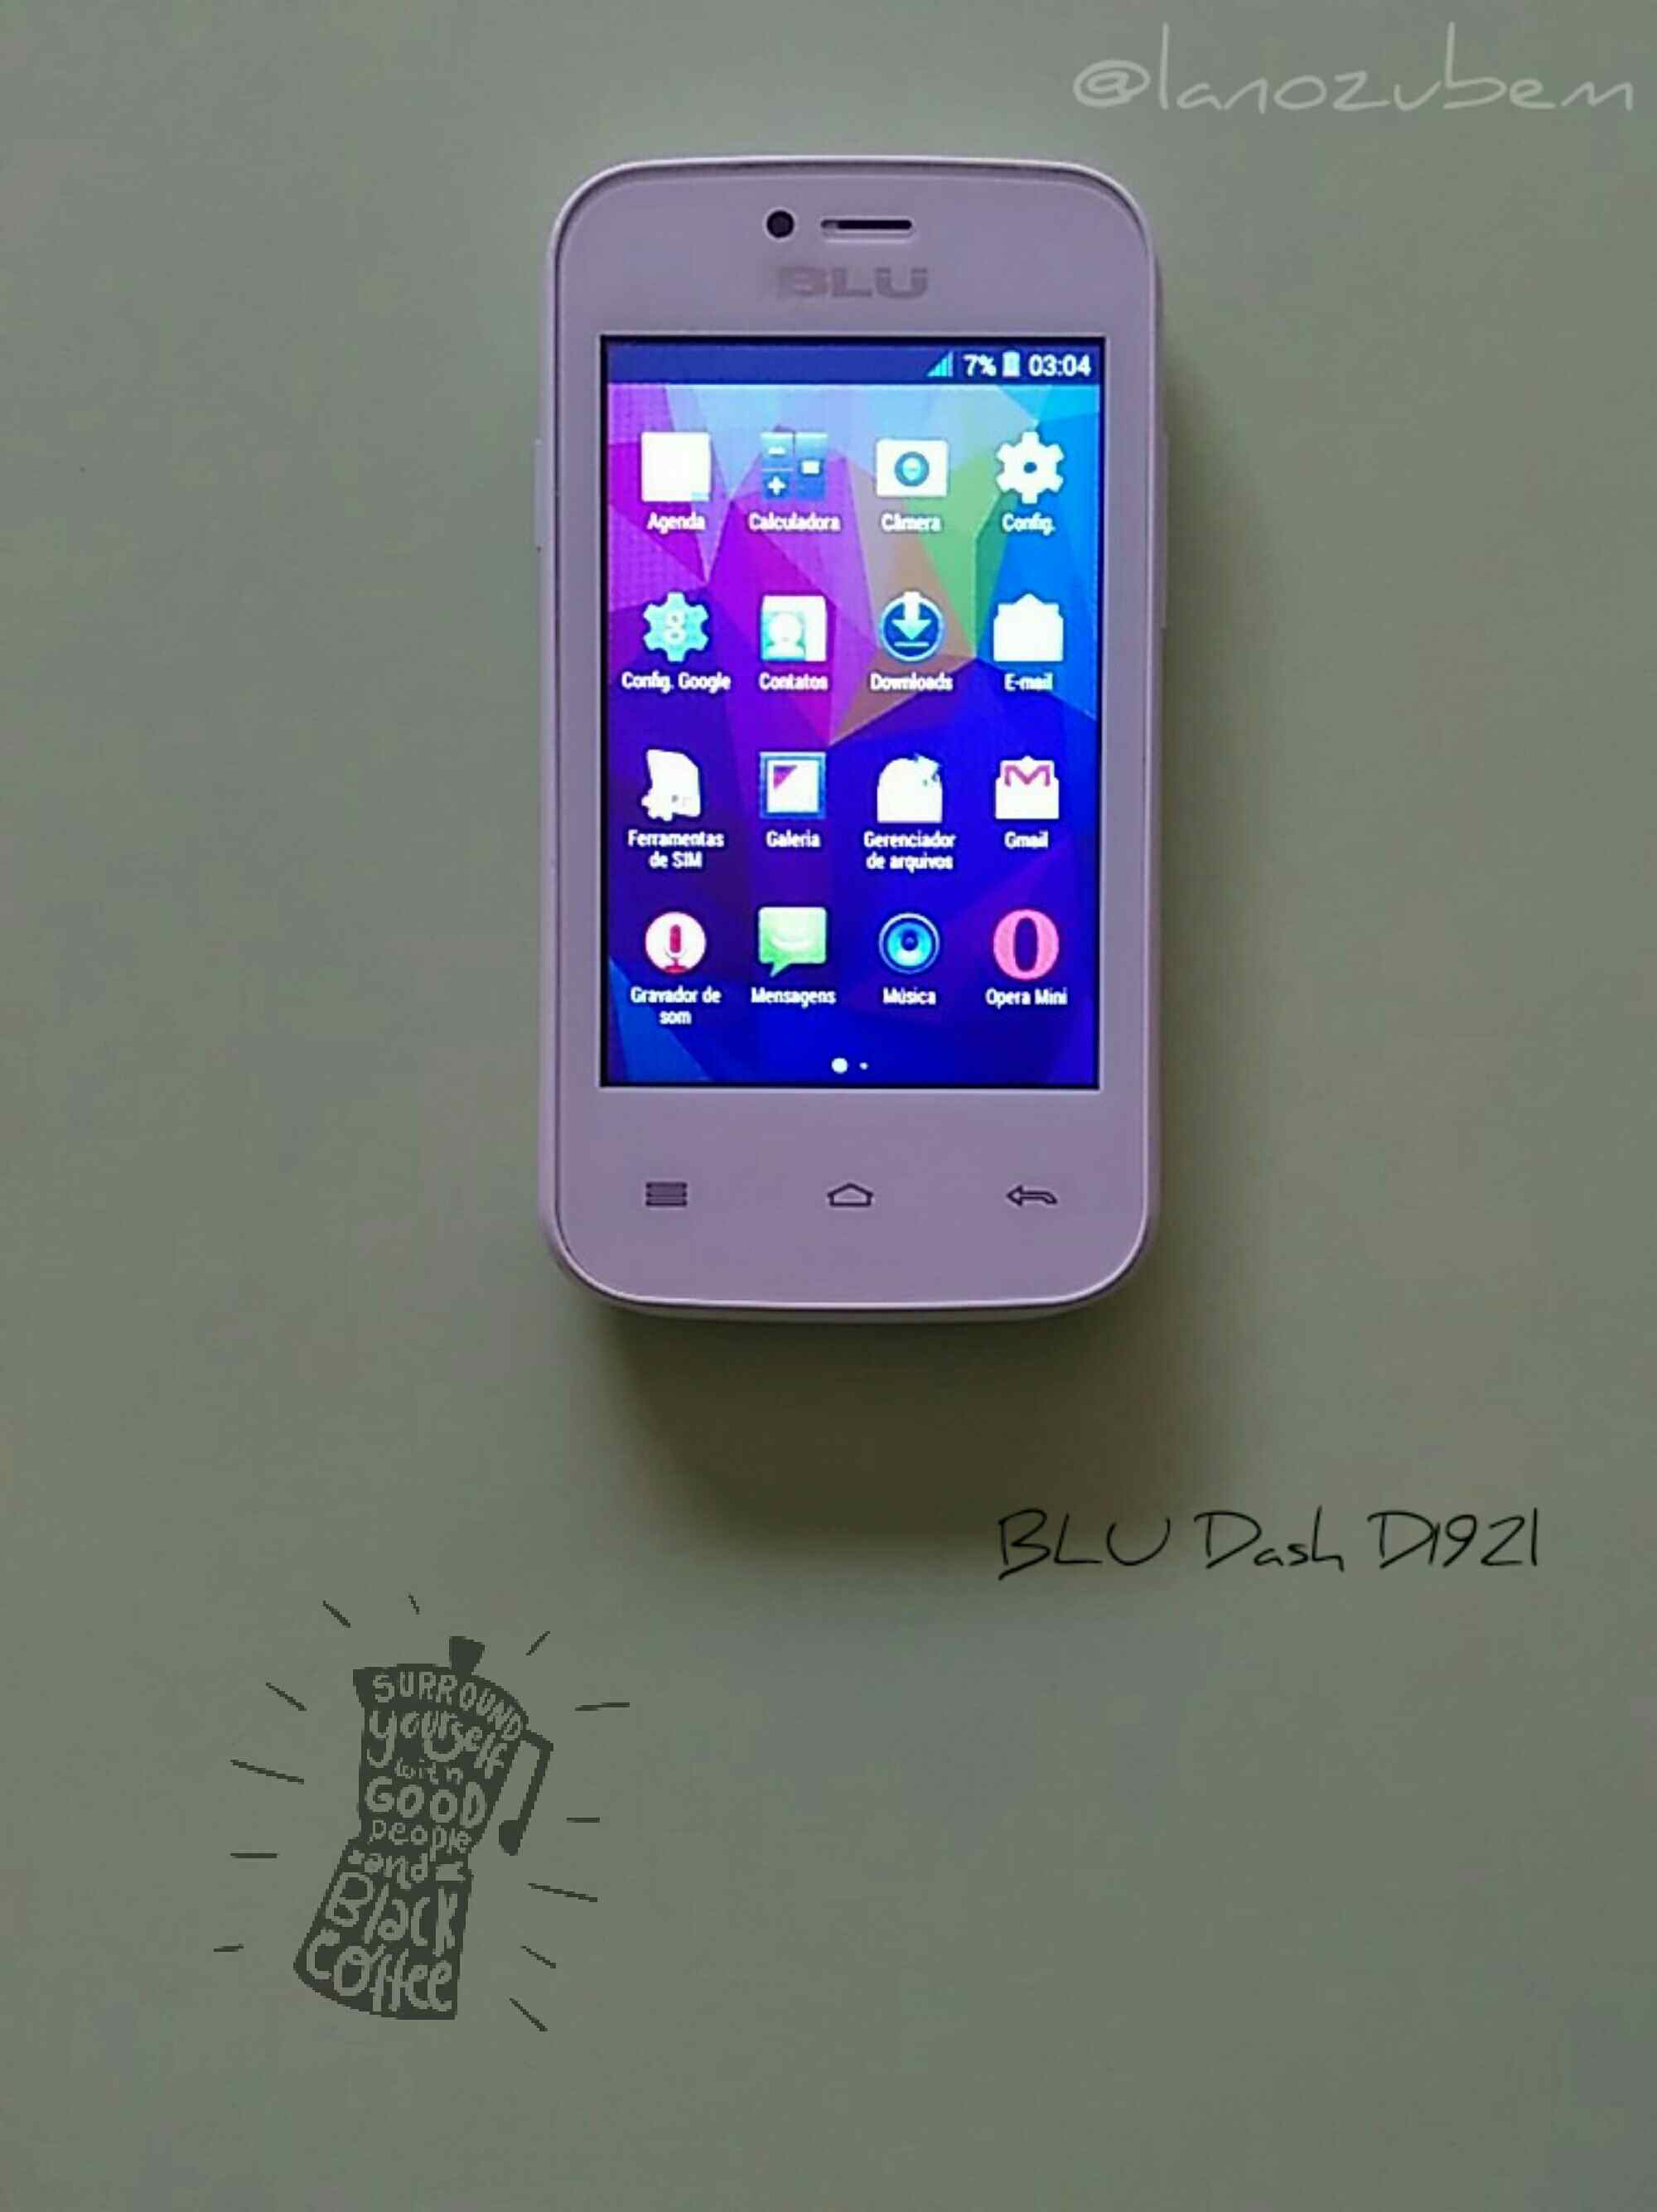 @lanozubem
BLU
7% 03:04
Agenda Calculadora Câmera Config.
Config. Google Contatos Downloads E-mail
Ferramentas de SIM Galeria Gerenciador de arquivos Gmail
Gravador de som Mensagens Música Opera Mini
BLU Dash D192I
SURROUND
yourself
with
GOOD
people
and
Black
Coffee